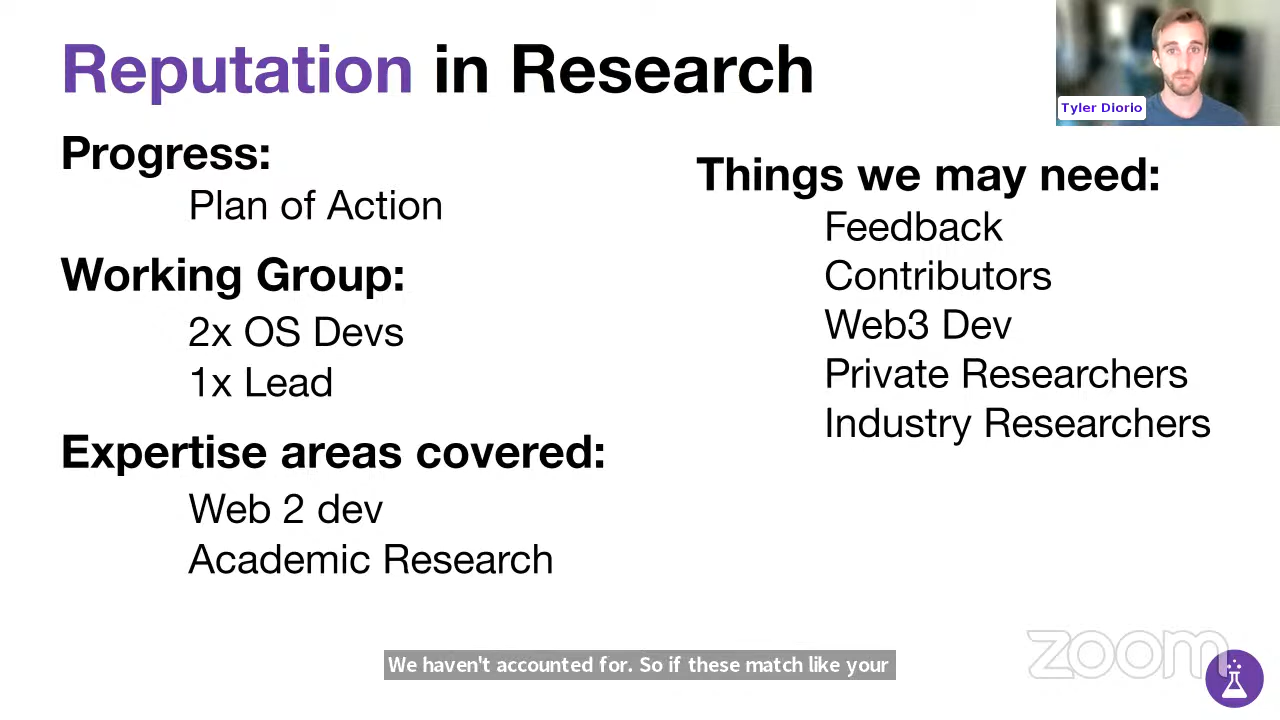 Reputation in Research
Progress:
Plan of Action
Working Group:
2x OS Devs
1x Lead
Expertise areas covered:
Web 2 dev
Academic Research
Things we may need:
Feedback
Contributors
Web3 Dev
Private Researchers
Industry Researchers
Tyler Diorio
We haven't accounted for. So if these match like your
zoom